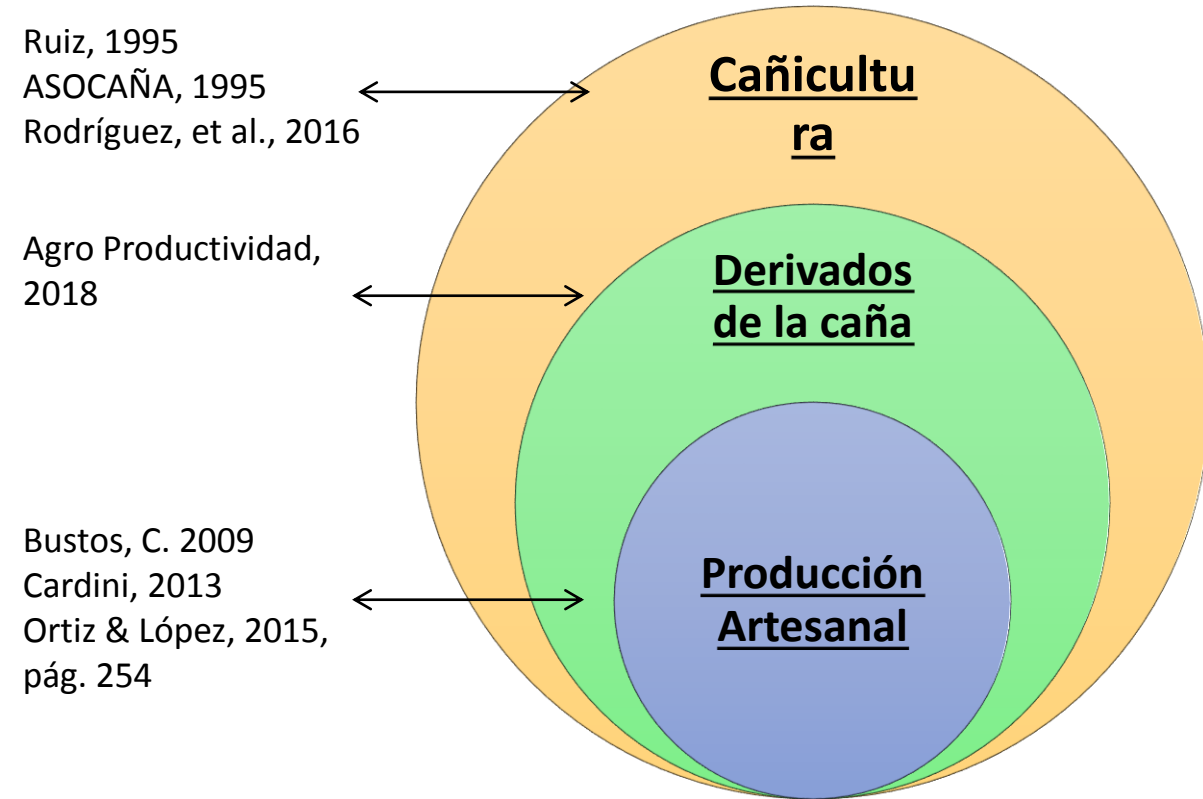 Ruiz, 1995
ASOCAÑA, 1995
Rodríguez, et al., 2016
Cañicultu
ra
Agro Productividad,
2018
Derivados
de la caña
Bustos, C. 2009
Cardini, 2013
Ortiz & López, 2015,
pág. 254
Producción
Artesanal